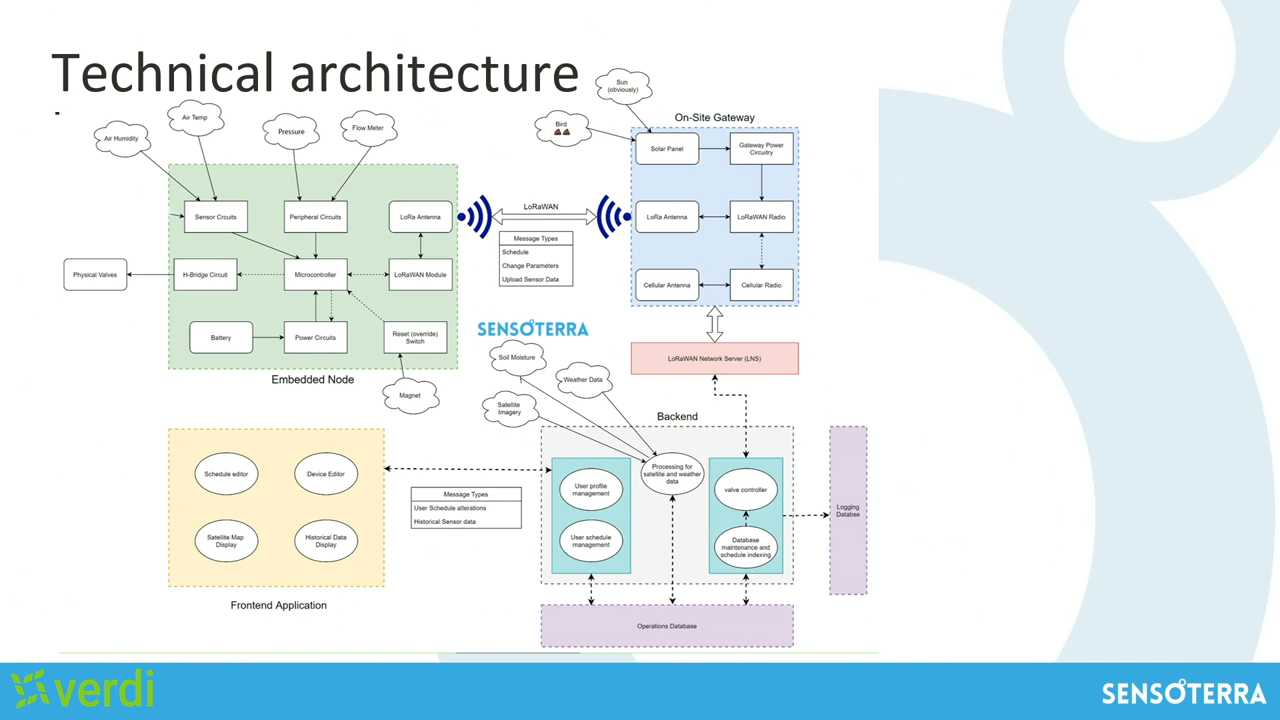 Technical architecture
Sun
(obviously)
Air Temp
Air Humidity
Pressure
Flow Meter
Bird
On-Site Gateway
Solar Panel
Gateway Power
Circuitry
Sensor Circuits
Peripheral Circuits
LoRa Antenna
LoRaWAN
LoRa Antenna
LoRaWAN Radio
Message Types
Schedule
Change Parameters
Upload Sensor Data
Physical Valves
H-Bridge Circuit
Microcontroller
LoRaWAN Module
Cellular Antenna
Cellular Radio
Battery
Power Circuits
Reset (override)
Switch
SENSOTERRA
Embedded Node
Magnet
LoRaWAN Network Server (LNS)
Soil Moisture
Weather Data
Satellite
Imagery
Backend
Schedule editor
Device Editor
Satellite Map
Display
Historical Data
Display
Frontend Application
Message Types
User Schedule alterations
Historical Sensor data
User profile
management
User schedule
management
Processing for
satellite and weather
data
valve controller
Database
maintenance and
schedule indexing
Logging
Databse
Operations Database
verdi
SENSOTERRA